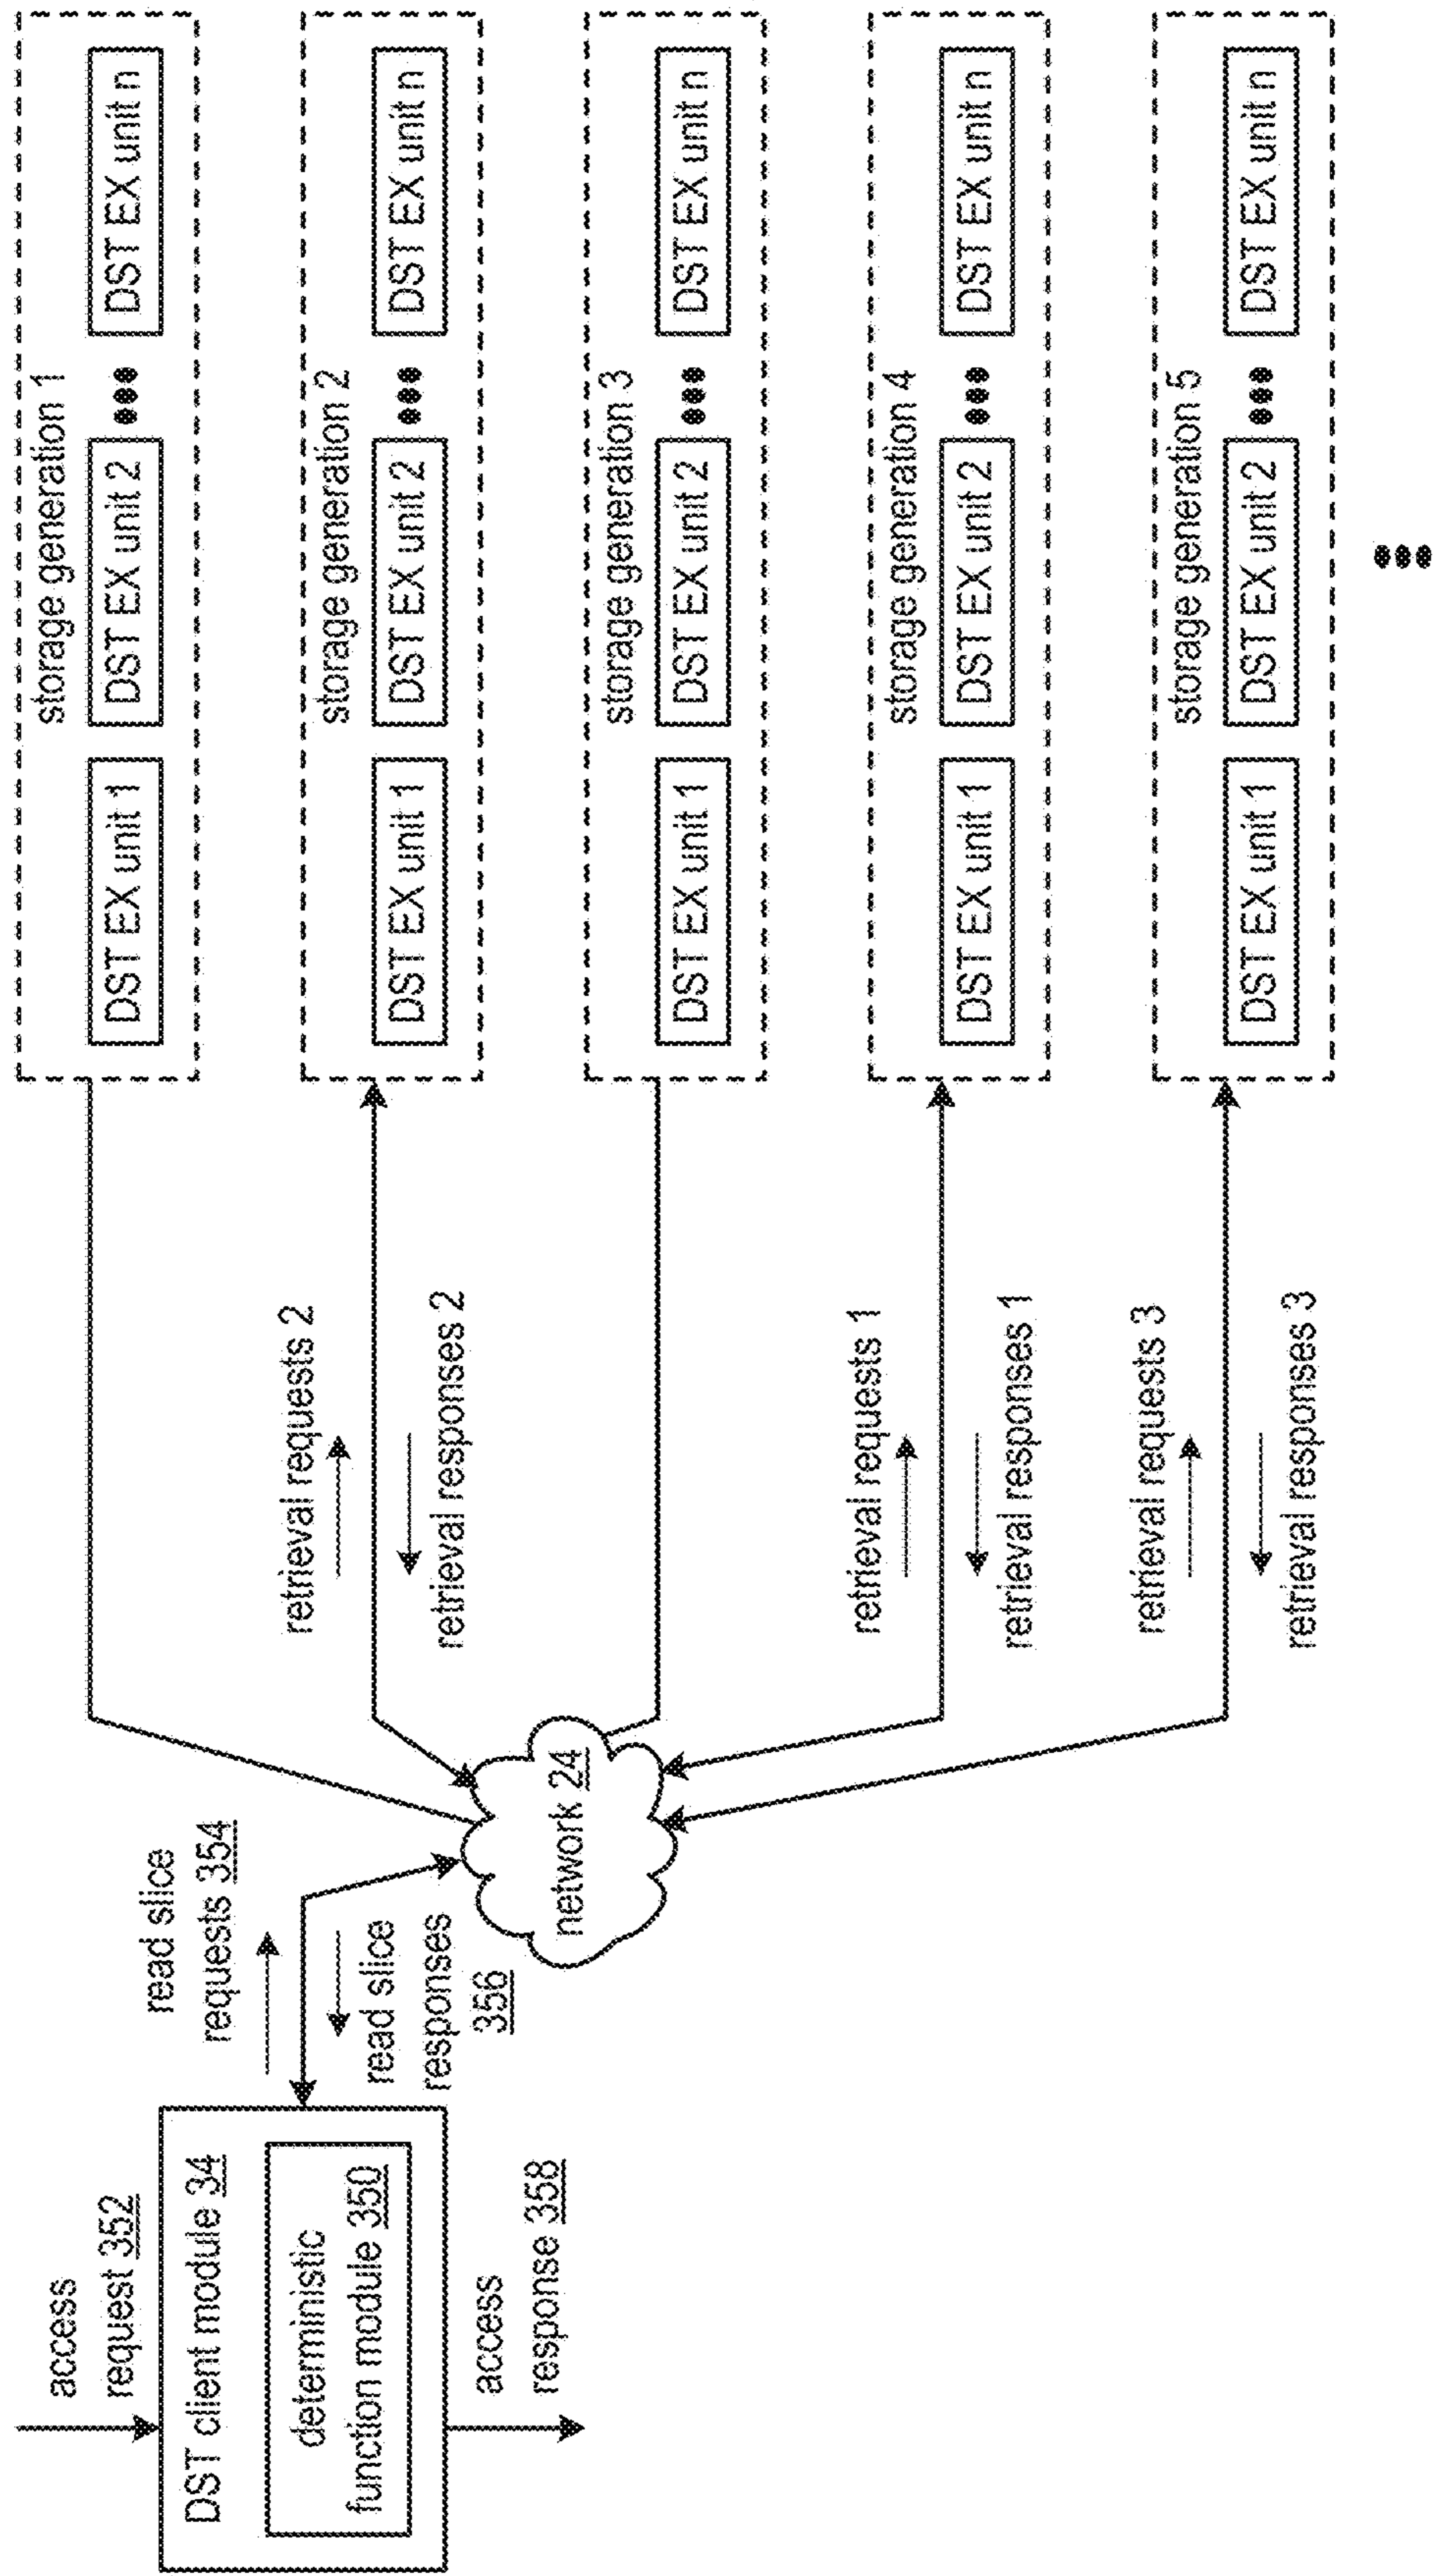 access
request 352
DST client module 34
deterministic
function module 350
access
response 358
read slice
requests 354
read slice
responses
356
network 24
retrieval requests 2
retrieval responses 2
retrieval requests 1
retrieval responses 1
retrieval requests 3
retrieval responses 3
storage generation 1
DST EX unit 1
DST EX unit 2
DST EX unit n
storage generation 2
DST EX unit 1
DST EX unit 2
DST EX unit n
storage generation 3
DST EX unit 1
DST EX unit 2
DST EX unit n
storage generation 4
DST EX unit 1
DST EX unit 2
DST EX unit n
storage generation 5
DST EX unit 1
DST EX unit 2
DST EX unit n